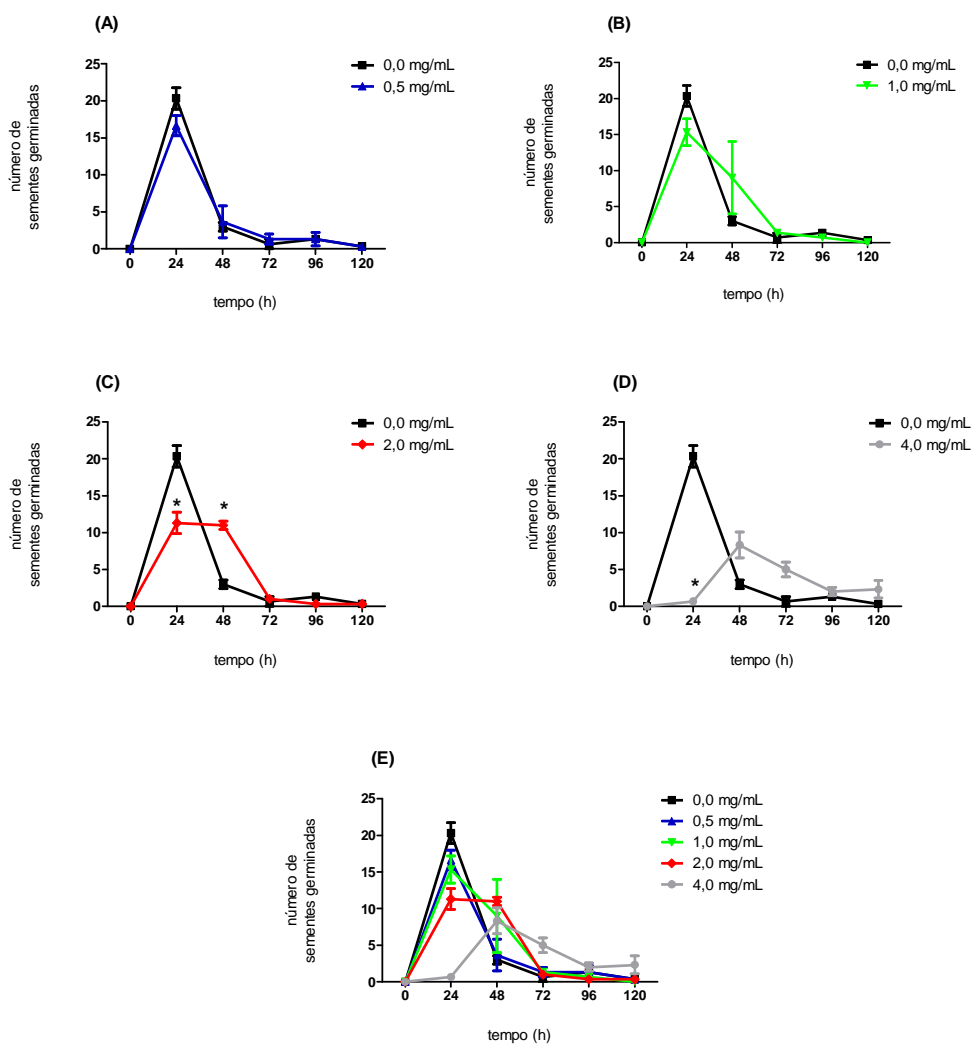 (A)
0,0 mg/mL
0,5 mg/mL
número de
sementes germinadas
25
20
15
10
5
0
0 24 48 72 96 120
tempo (h)
(B)
0,0 mg/mL
1,0 mg/mL
número de
sementes germinadas
25
20
15
10
5
0
0 24 48 72 96 120
tempo (h)
(C)
0,0 mg/mL
2,0 mg/mL
número de
sementes germinadas
25
20
15
10
5
0
* *
0 24 48 72 96 120
tempo (h)
(D)
0,0 mg/mL
4,0 mg/mL
número de
sementes germinadas
25
20
15
10
5
0
*
0 24 48 72 96 120
tempo (h)
(E)
0,0 mg/mL
0,5 mg/mL
1,0 mg/mL
2,0 mg/mL
4,0 mg/mL
número de
sementes germinadas
25
20
15
10
5
0
0 24 48 72 96 120
tempo (h)